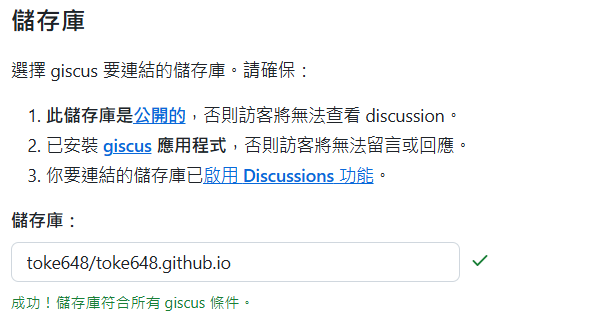 儲存庫
選擇 giscus 要連結的儲存庫。請確保：
1. 此儲存庫是公開的，否則訪客將無法查看 discussion。
2. 已安裝 giscus 應用程式，否則訪客將無法留言或回應。
3. 你要連結的儲存庫已啟用 Discussions 功能。
儲存庫：
toke648/toke648.github.io
成功！儲存庫符合所有 giscus 條件。